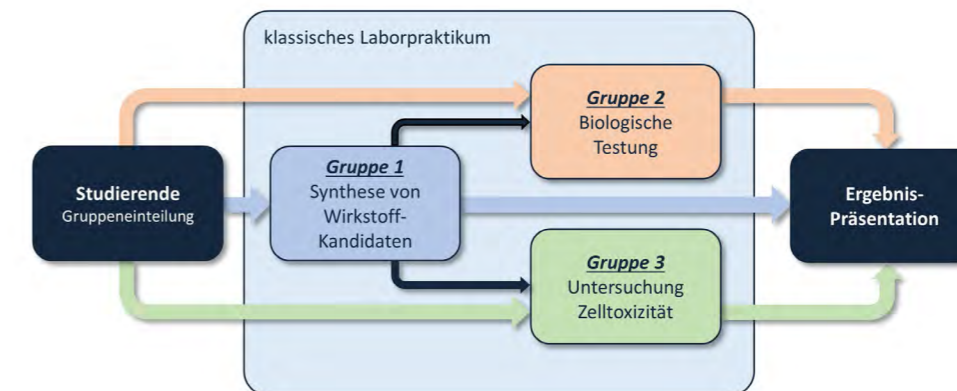 klassisches Laborpraktikum
Studierende
Gruppeneinteilung
Gruppe 1
Synthese von
Wirkstoff-
Kandidaten
Gruppe 2
Biologische
Testung
Gruppe 3
Untersuchung
Zelltoxizität
Ergebnis-
Präsentation